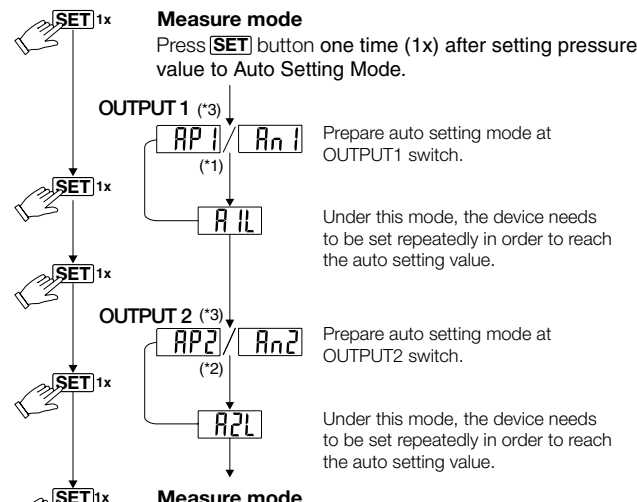 SET 1x Measure mode
Press SET button one time (1x) after setting pressure
value to Auto Setting Mode.
OUTPUT 1 (*3)
AP1 / An1
(*1)
Prepare auto setting mode at
OUTPUT1 switch.
SET 1x
A1L
Under this mode, the device needs
to be set repeatedly in order to reach
the auto setting value.
SET 1x
OUTPUT 2 (*3)
AP2 / An2
(*2)
Prepare auto setting mode at
OUTPUT2 switch.
SET 1x
A2L
Under this mode, the device needs
to be set repeatedly in order to reach
the auto setting value.
SET 1x Measure mode